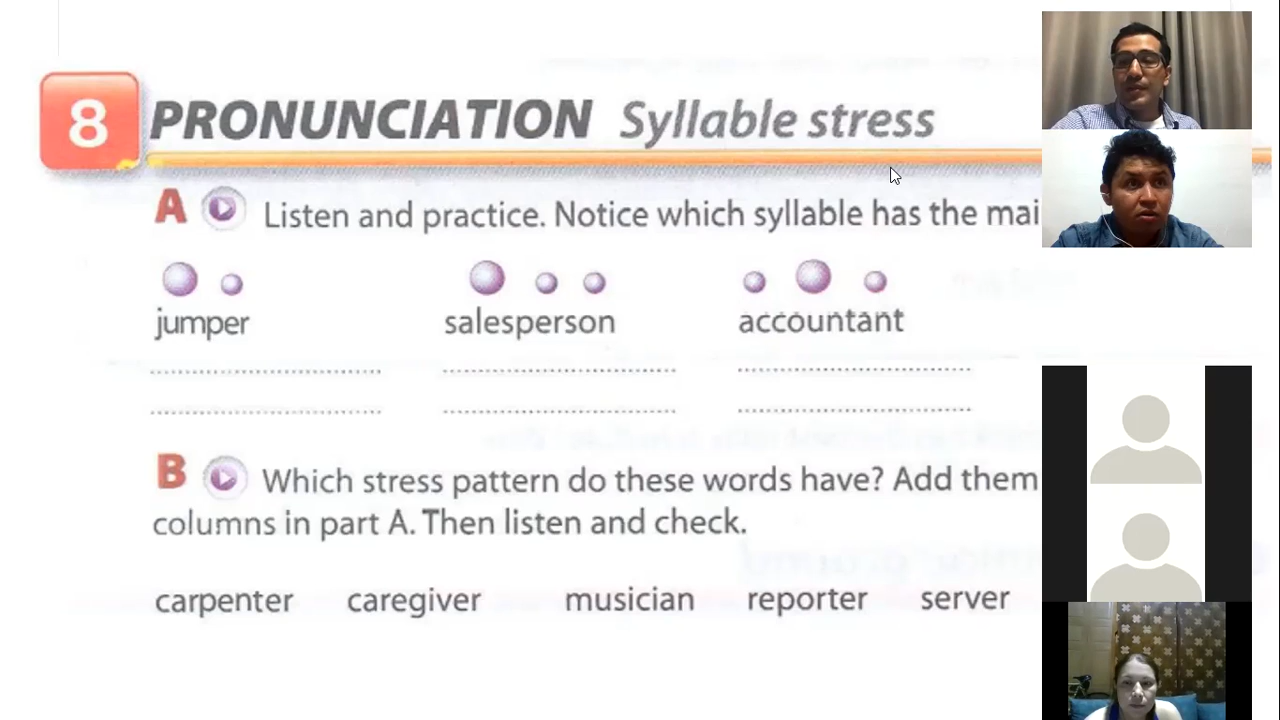 8 PRONUNCIATION Syllable stress
A Listen and practice. Notice which syllable has the mai
jumper salesperson accountant
B Which stress pattern do these words have? Add them
columns in part A. Then listen and check.
carpenter caregiver musician reporter server